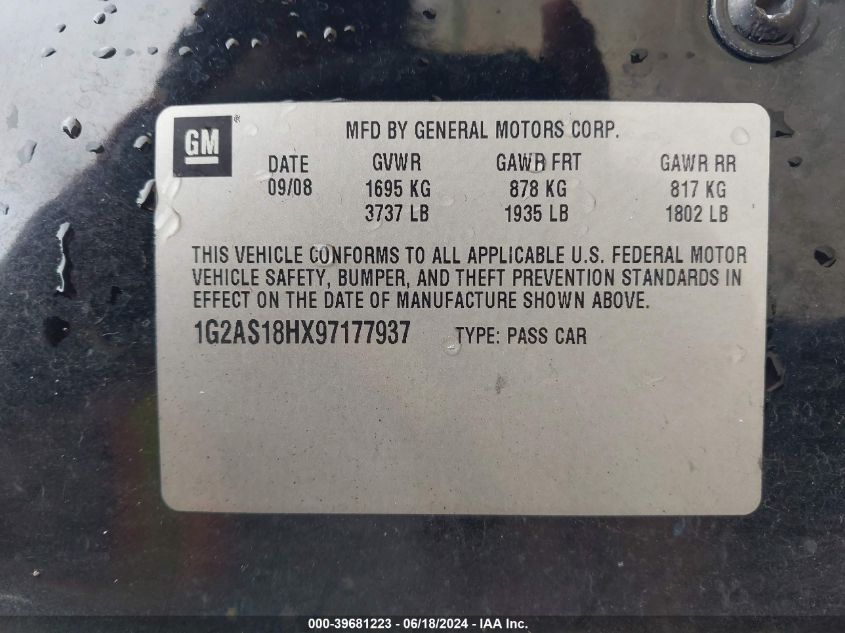 GM ®
MFD BY GENERAL MOTORS CORP.
DATE GVWR GAWR FRT GAWR RR
09/08 1695 KG 878 KG 817 KG
3737 LB 1935 LB 1802 LB
THIS VEHICLE CONFORMS TO ALL APPLICABLE U.S. FEDERAL MOTOR
VEHICLE SAFETY, BUMPER, AND THEFT PREVENTION STANDARDS IN
EFFECT ON THE DATE OF MANUFACTURE SHOWN ABOVE.
1G2AS18HX97177937 TYPE: PASS CAR
000-39681223 - 06/18/2024 - IAA Inc.